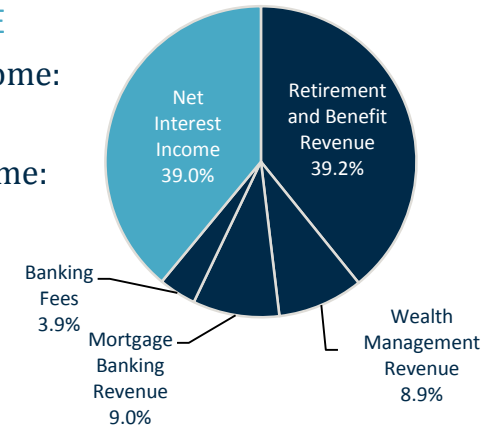 E
ome:
me:
Net
Interest
Income
39.0%
Retirement
and Benefit
Revenue
39.2%
Banking
Fees
3.9%
Mortgage
Banking
Revenue
9.0%
Wealth
Management
Revenue
8.9%